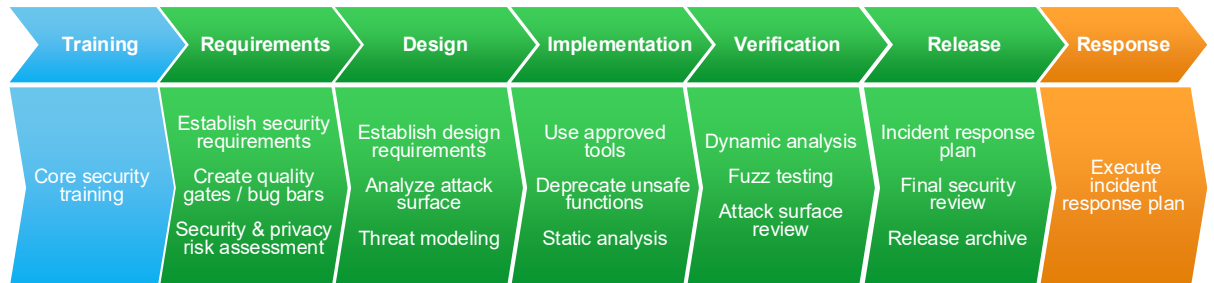 Training
Requirements
Design
Implementation
Verification
Release
Response
Core security
training
Establish security
requirements
Create quality
gates / bug bars
Security & privacy
risk assessment
Establish design
requirements
Analyze attack
surface
Threat modeling
Use approved
tools
Deprecate unsafe
functions
Static analysis
Dynamic analysis
Fuzz testing
Attack surface
review
Incident response
plan
Final security
review
Release archive
Execute
incident
response plan